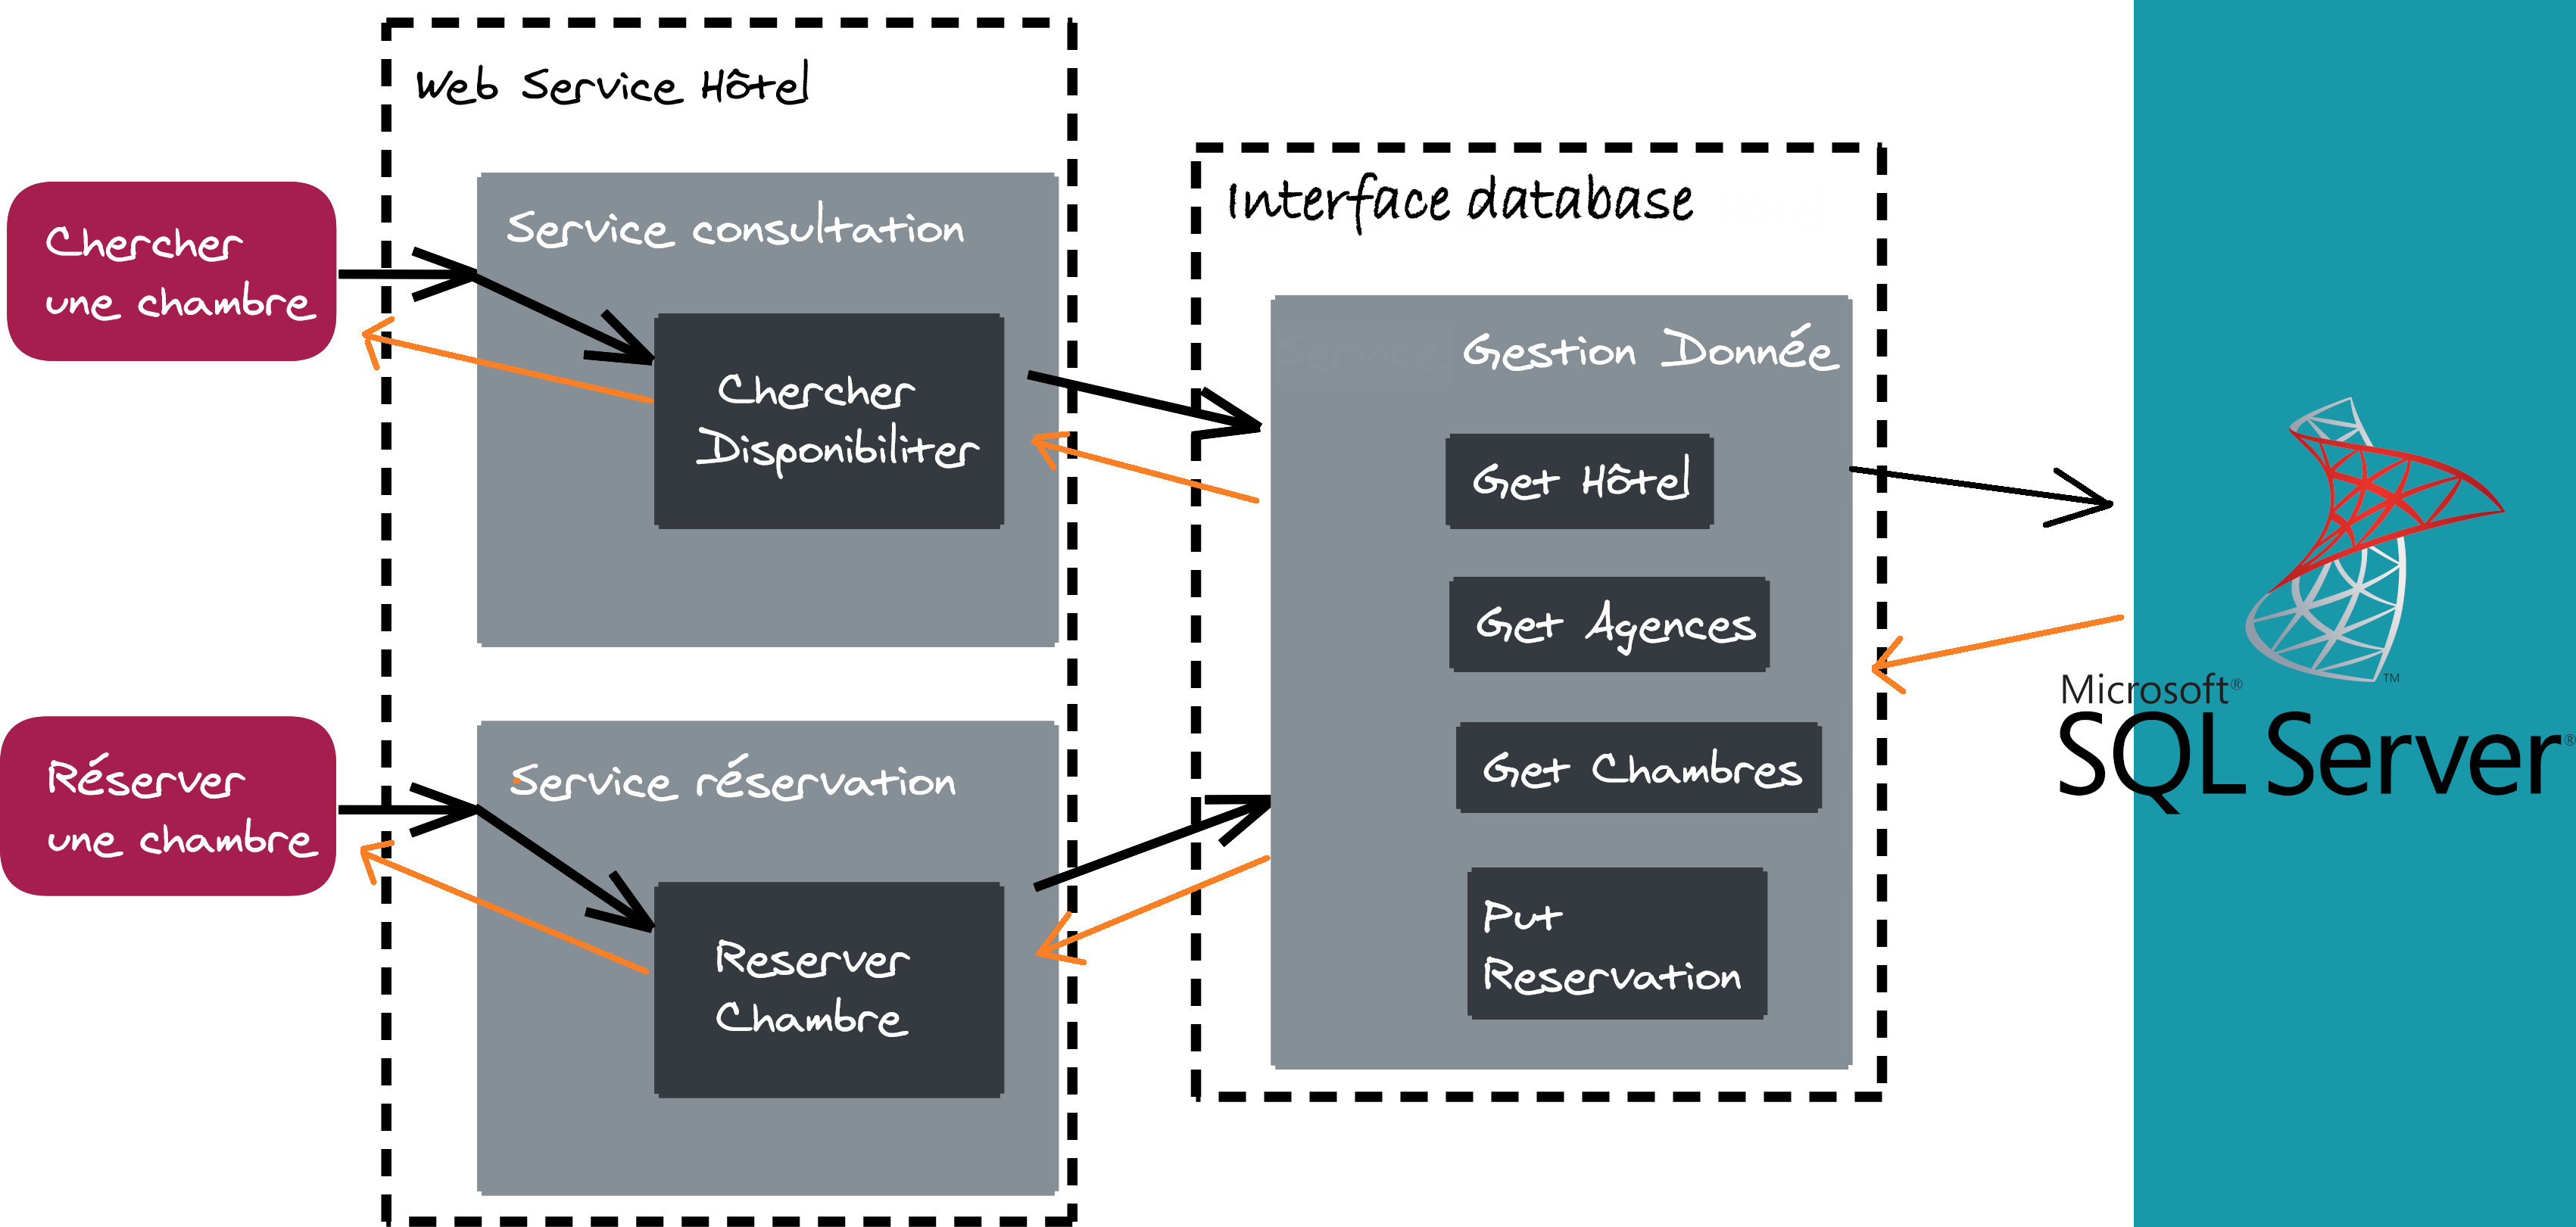 Web Service Hôtel
Chercher
une chambre
Service consultation
Chercher
Disponibiliter
Réserver
une chambre
Service réservation
Reserver
Chambre
Interface database
Service Gestion Donnée
Get Hôtel
Get Agences
Get Chambres
Put
Reservation
Microsoft®
SQL Server®
TM